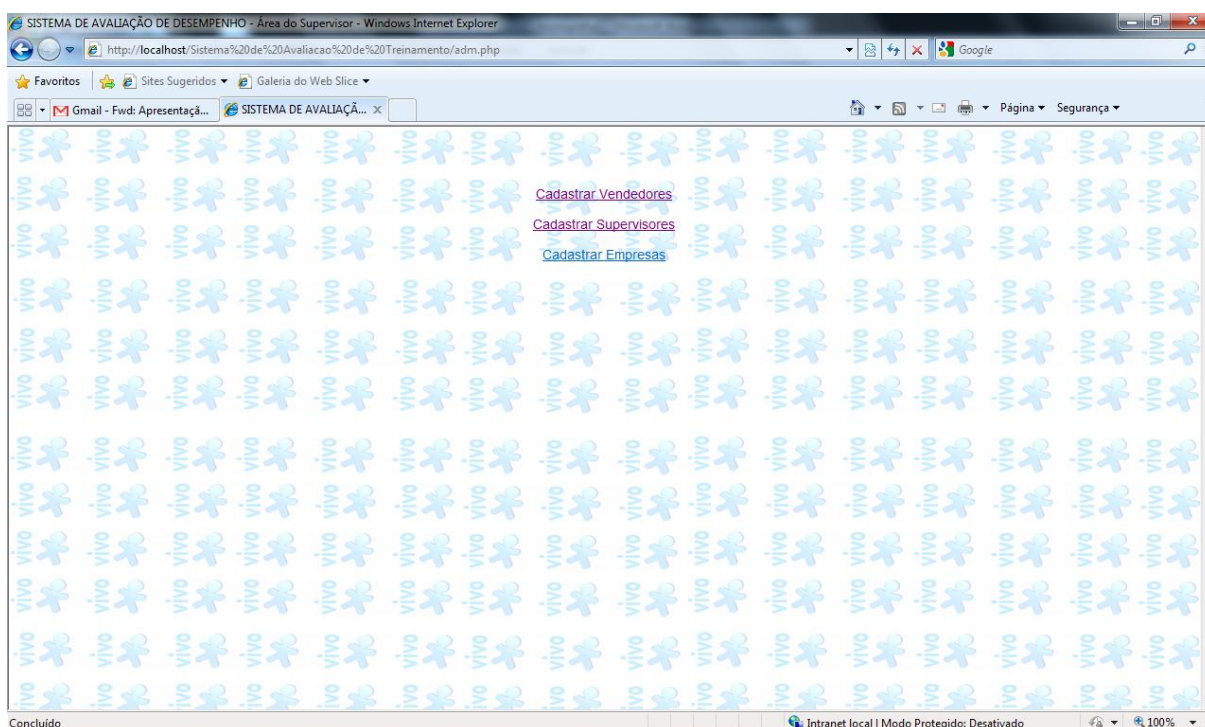 SISTEMA DE AVALIAÇÃO DE DESEMPENHO - Área do Supervisor - Windows Internet Explorer
http://localhost/Sistema%20de%20Avaliacao%20de%20Treinamento/adm.php
Google
Favoritos Sites Sugeridos Galeria do Web Slice
Gmail - Fwd: Apresentaçã... SISTEMA DE AVALIAÇÃ... X Página Segurança
Cadastrar Vendedores
Cadastrar Supervisores
Cadastrar Empresas
vivo
Concluído Intranet local | Modo Protegido: Desativado 100%